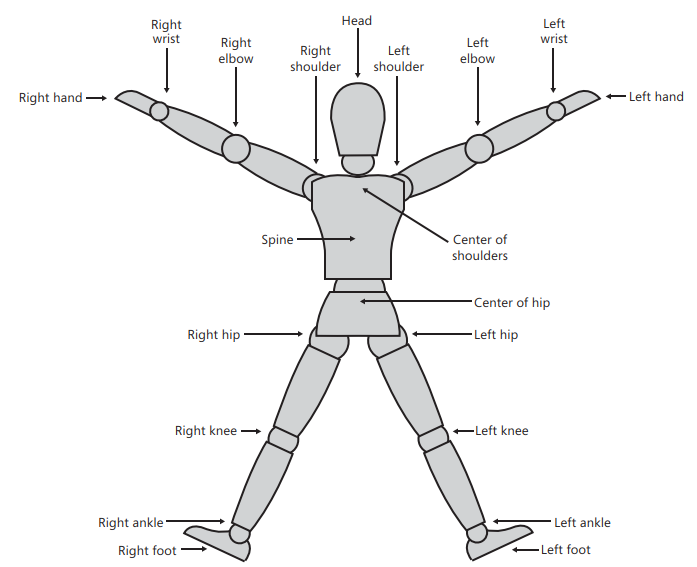 Head
Right
wrist
Left
wrist
Right
elbow
Left
elbow
Right
shoulder
Left
shoulder
Right hand
Left hand
Spine
Center of
shoulders
Center of hip
Right hip
Left hip
Right knee
Left knee
Right ankle
Left ankle
Right foot
Left foot